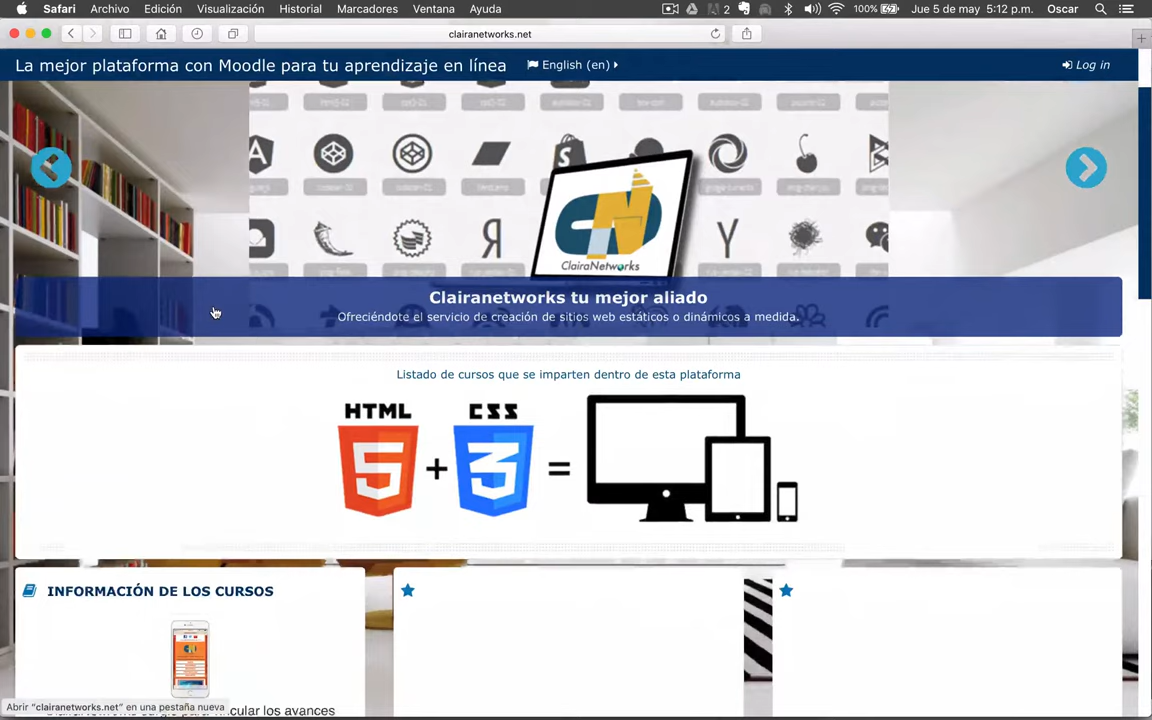 Safari Archivo Edición Visualización Historial Marcadores Ventana Ayuda 2 100% Jue 5 de may 5:12 p.m. Oscar
clairanetworks.net
La mejor plataforma con Moodle para tu aprendizaje en línea English (en) Log in
CN
ClairaNetworks
Clairanetworks tu mejor aliado
Ofreciéndote el servicio de creación de sitios web estáticos o dinámicos a medida.
Listado de cursos que se imparten dentro de esta plataforma
HTML CSS
5 + 3 =
INFORMACIÓN DE LOS CURSOS
Abrir “clairanetworks.net” en una pestaña nueva
vincular los avances